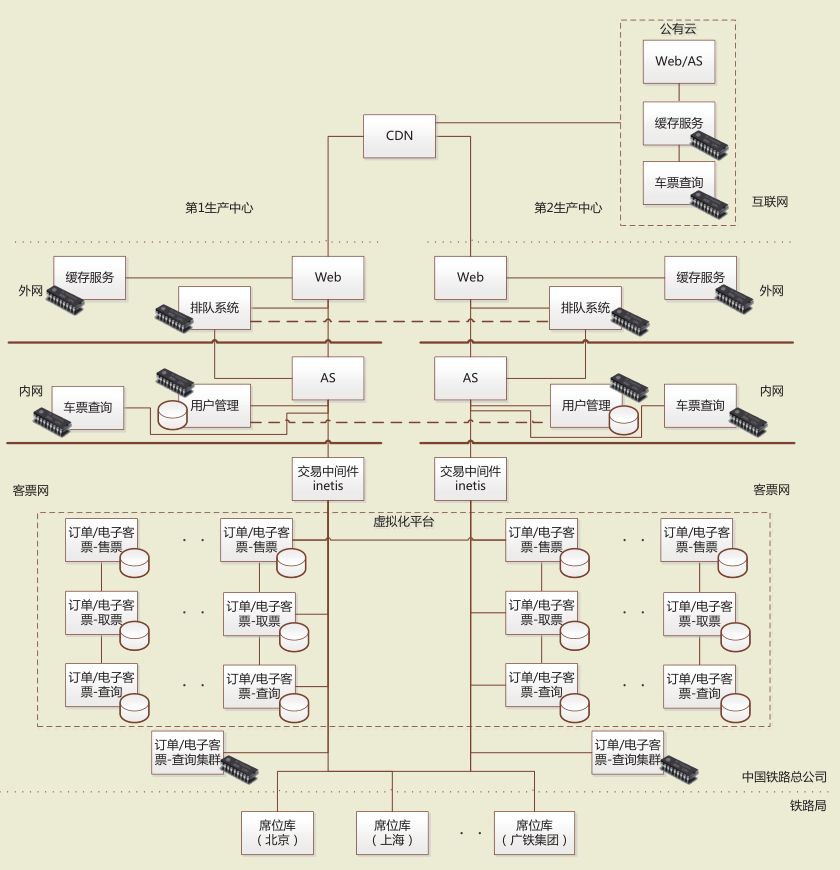 公有云
Web/AS
缓存服务
车票查询
互联网
CDN
第1生产中心
第2生产中心
缓存服务
Web
Web
缓存服务
外网
排队系统
排队系统
外网
AS
AS
内网
车票查询
用户管理
用户管理
车票查询
内网
交易中间件
inetis
交易中间件
inetis
客票网
客票网
虚拟化平台
订单/电子客
票-售票
订单/电子客
票-售票
订单/电子客
票-售票
订单/电子客
票-售票
订单/电子客
票-取票
订单/电子客
票-取票
订单/电子客
票-取票
订单/电子客
票-取票
订单/电子客
票-查询
订单/电子客
票-查询
订单/电子客
票-查询
订单/电子客
票-查询
订单/电子客
票-查询集群
订单/电子客
票-查询集群
中国铁路总公司
铁路局
席位库
（北京）
席位库
（上海）
席位库
（广铁集团）